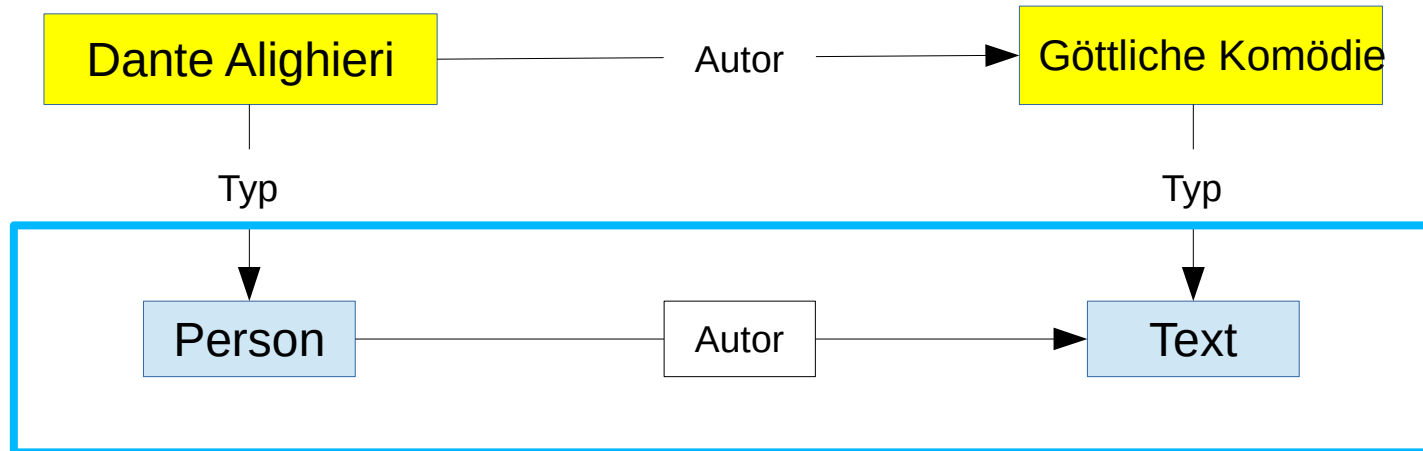 Dante Alighieri
Autor
Göttliche Komödie
Typ
Typ
Person
Autor
Text